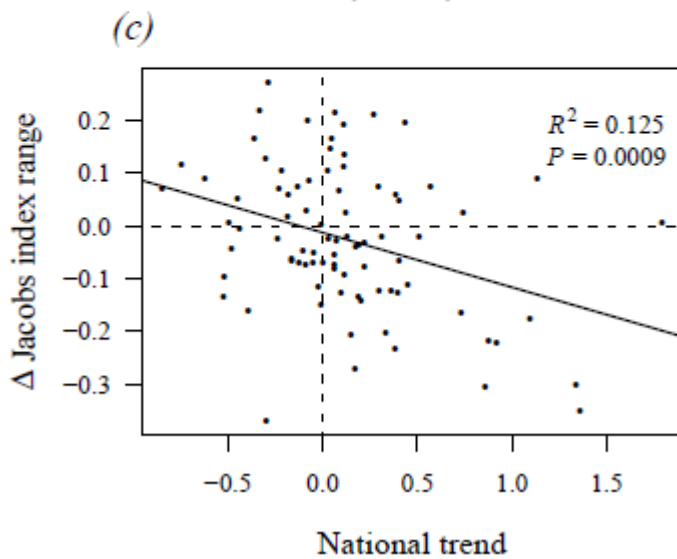 (c)
R² = 0.125
P = 0.0009
Δ Jacobs index range
0.2
0.1
0.0
−0.1
−0.2
−0.3
−0.5
0.0
0.5
1.0
1.5
National trend